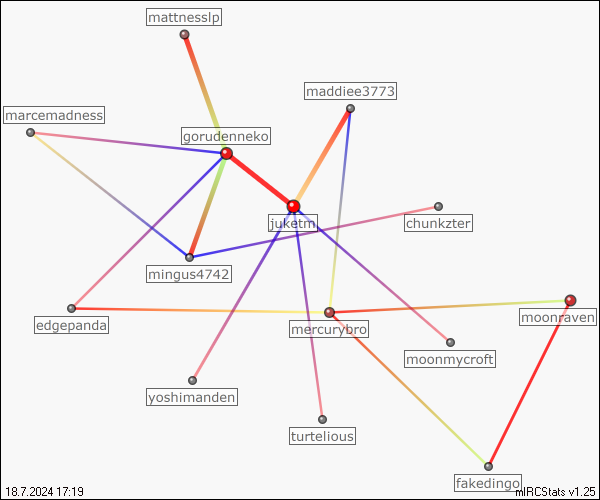 mattnesslp
maddiee3773
marcemadness
gorudenneko
juketm
chunkzter
mingus4742
edgepanda
mercurybro
moonraven
moonmycroft
yoshimanden
turtelious
fakedingo
18.7.2024 17:19
mIRCStats v1.25